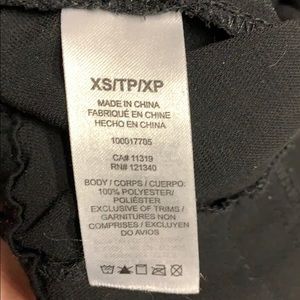 XS/TP/XP
MADE IN CHINA
FABRIQUÉ EN CHINE
HECHO EN CHINA
100017705
CA# 11319
RN# 121340
BODY / CORPS / CUERPO:
100% POLYESTER/
POLIÉSTER
EXCLUSIVE OF TRIMS /
GARNITURES NON
COMPRISES / EXCLUYEN
DO AVIOS